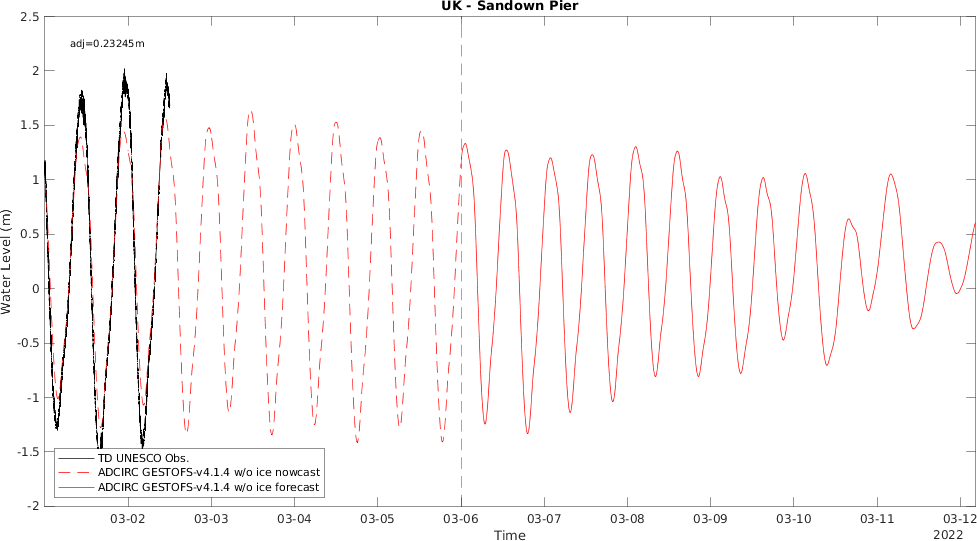 UK - Sandown Pier
adj=0.23245m
2.5
2
1.5
1
0.5
0
-0.5
-1
-1.5
-2
Water Level (m)
TD UNESCO Obs.
ADCIRC GESTOFS-v4.1.4 w/o ice nowcast
ADCIRC GESTOFS-v4.1.4 w/o ice forecast
03-02 03-03 03-04 03-05 03-06 03-07 03-08 03-09 03-10 03-11 03-12
Time
2022